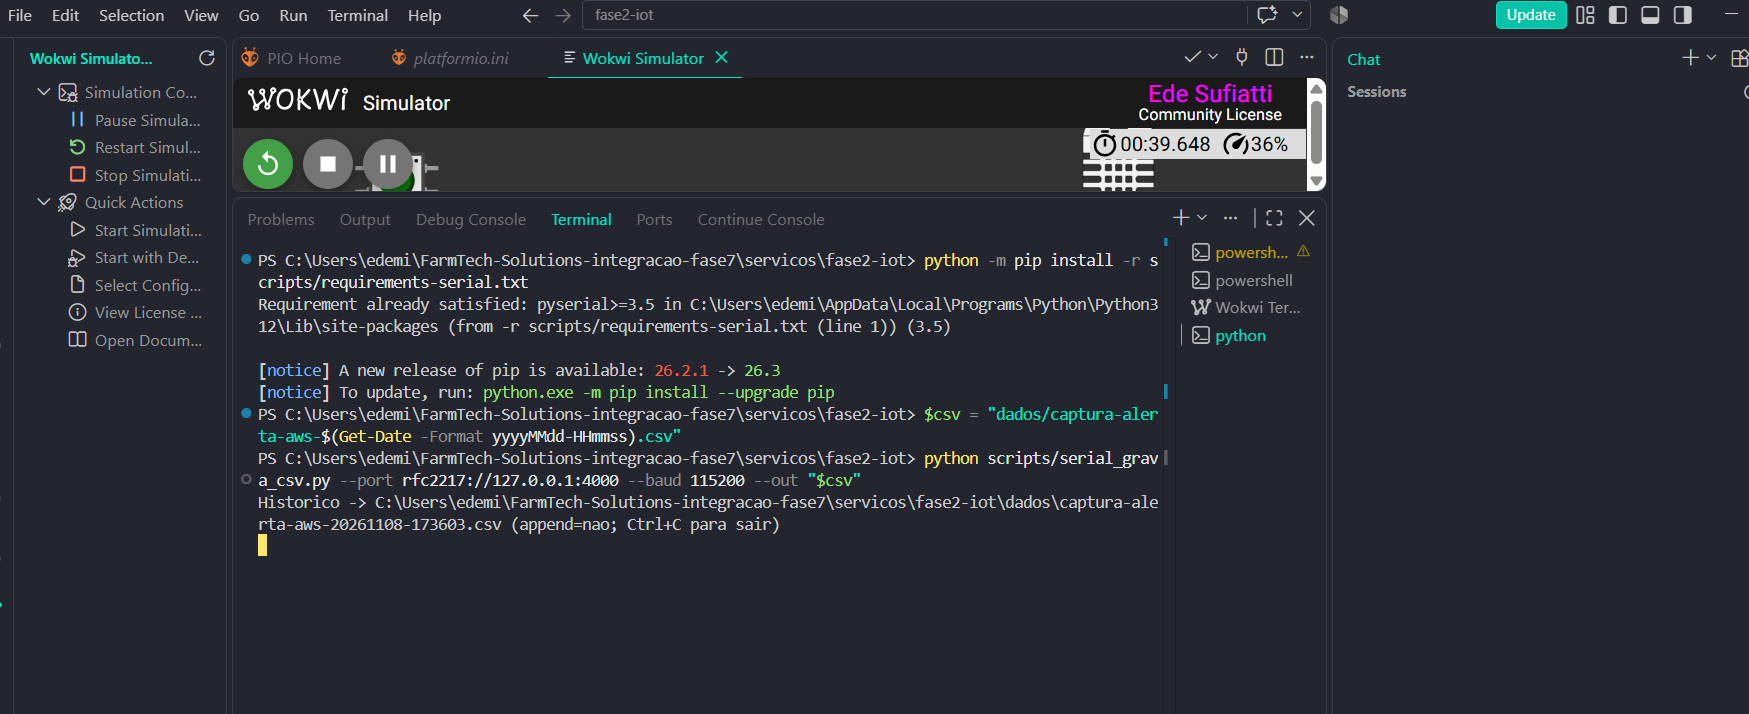 File Edit Selection View Go Run Terminal Help
fase2-iot
Update
Wokwi Simulato...
Simulation Co...
Pause Simula...
Restart Simul...
Stop Simulati...
Quick Actions
Start Simulati...
Start with De...
Select Config...
View License ...
Open Docum...
PIO Home
platformio.ini
Wokwi Simulator
WOKWi Simulator
Ede Sufiatti
Community License
00:39.648 36%
Problems Output Debug Console Terminal Ports Continue Console
PS C:\Users\edemi\FarmTech-Solutions-integracao-fase7\servicos\fase2-iot> python -m pip install -r s
cripts/requirements-serial.txt
Requirement already satisfied: pyserial>=3.5 in C:\Users\edemi\AppData\Local\Programs\Python\Python3
12\Lib\site-packages (from -r scripts/requirements-serial.txt (line 1)) (3.5)
[notice] A new release of pip is available: 26.2.1 -> 26.3
[notice] To update, run: python.exe -m pip install --upgrade pip
PS C:\Users\edemi\FarmTech-Solutions-integracao-fase7\servicos\fase2-iot> $csv = "dados/captura-aler
ta-aws-$(Get-Date -Format yyyyMMdd-HHmmss).csv"
PS C:\Users\edemi\FarmTech-Solutions-integracao-fase7\servicos\fase2-iot> python scripts/serial_grav
a_csv.py --port rfc2217://127.0.0.1:4000 --baud 115200 --out "$csv"
Historico -> C:\Users\edemi\FarmTech-Solutions-integracao-fase7\servicos\fase2-iot\dados\captura-ale
rta-aws-20261108-173603.csv (append=nao; Ctrl+C para sair)
powersh...
powershell
Wokwi Ter...
python
Chat
Sessions